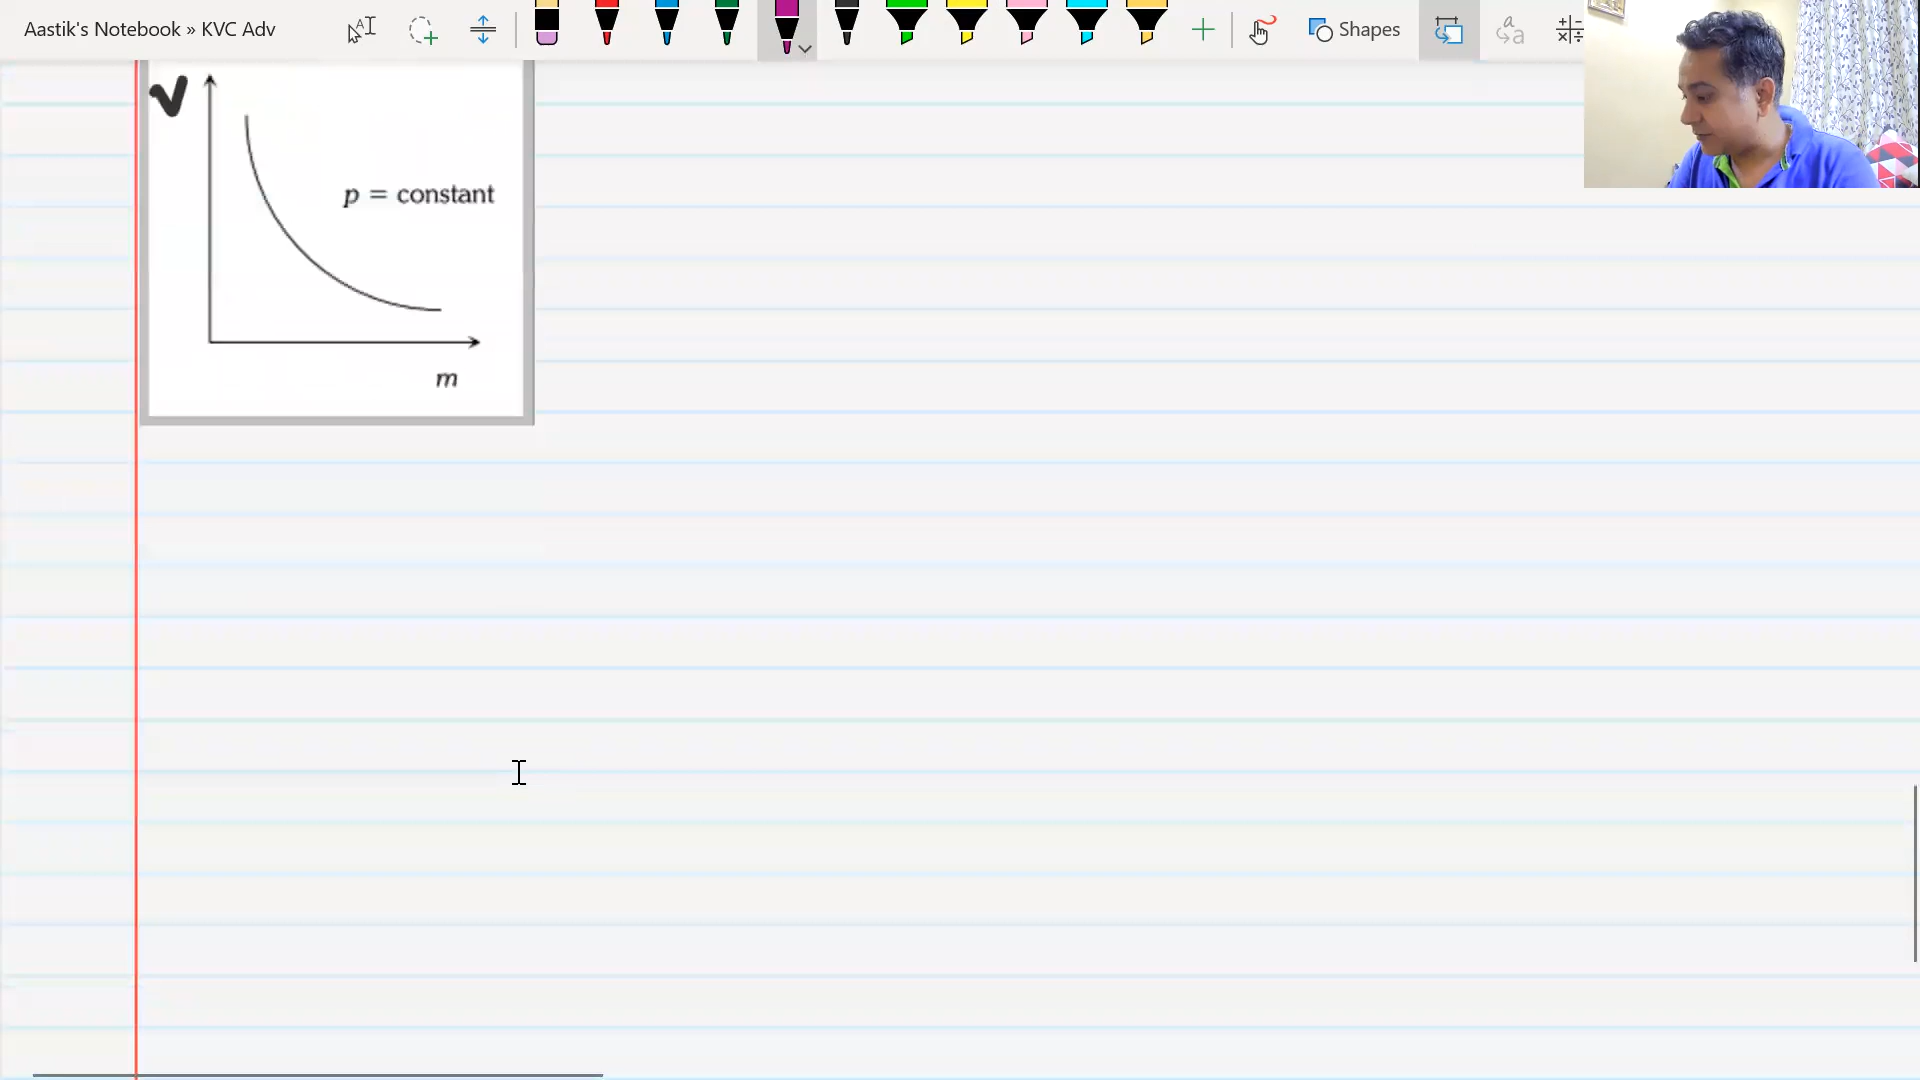 Aastik's Notebook » KVC Adv
Shapes
V
p = constant
m